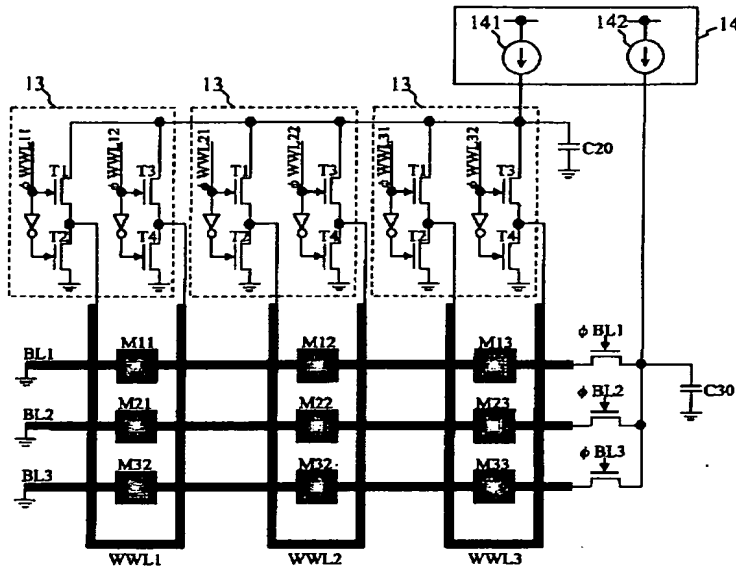 141 142 14
13 13 13
φWWL11 φWWL12 φWWL21 φWWL22 φWWL31 φWWL32
C20
T1 T3 T1 T3 T1 T3
T2 T4 T2 T4 T2 T4
BL1 M11 M12 M13 φBL1
C30
BL2 M21 M22 M23 φBL2
BL3 M32 M32 M33 φBL3
WWL1 WWL2 WWL3